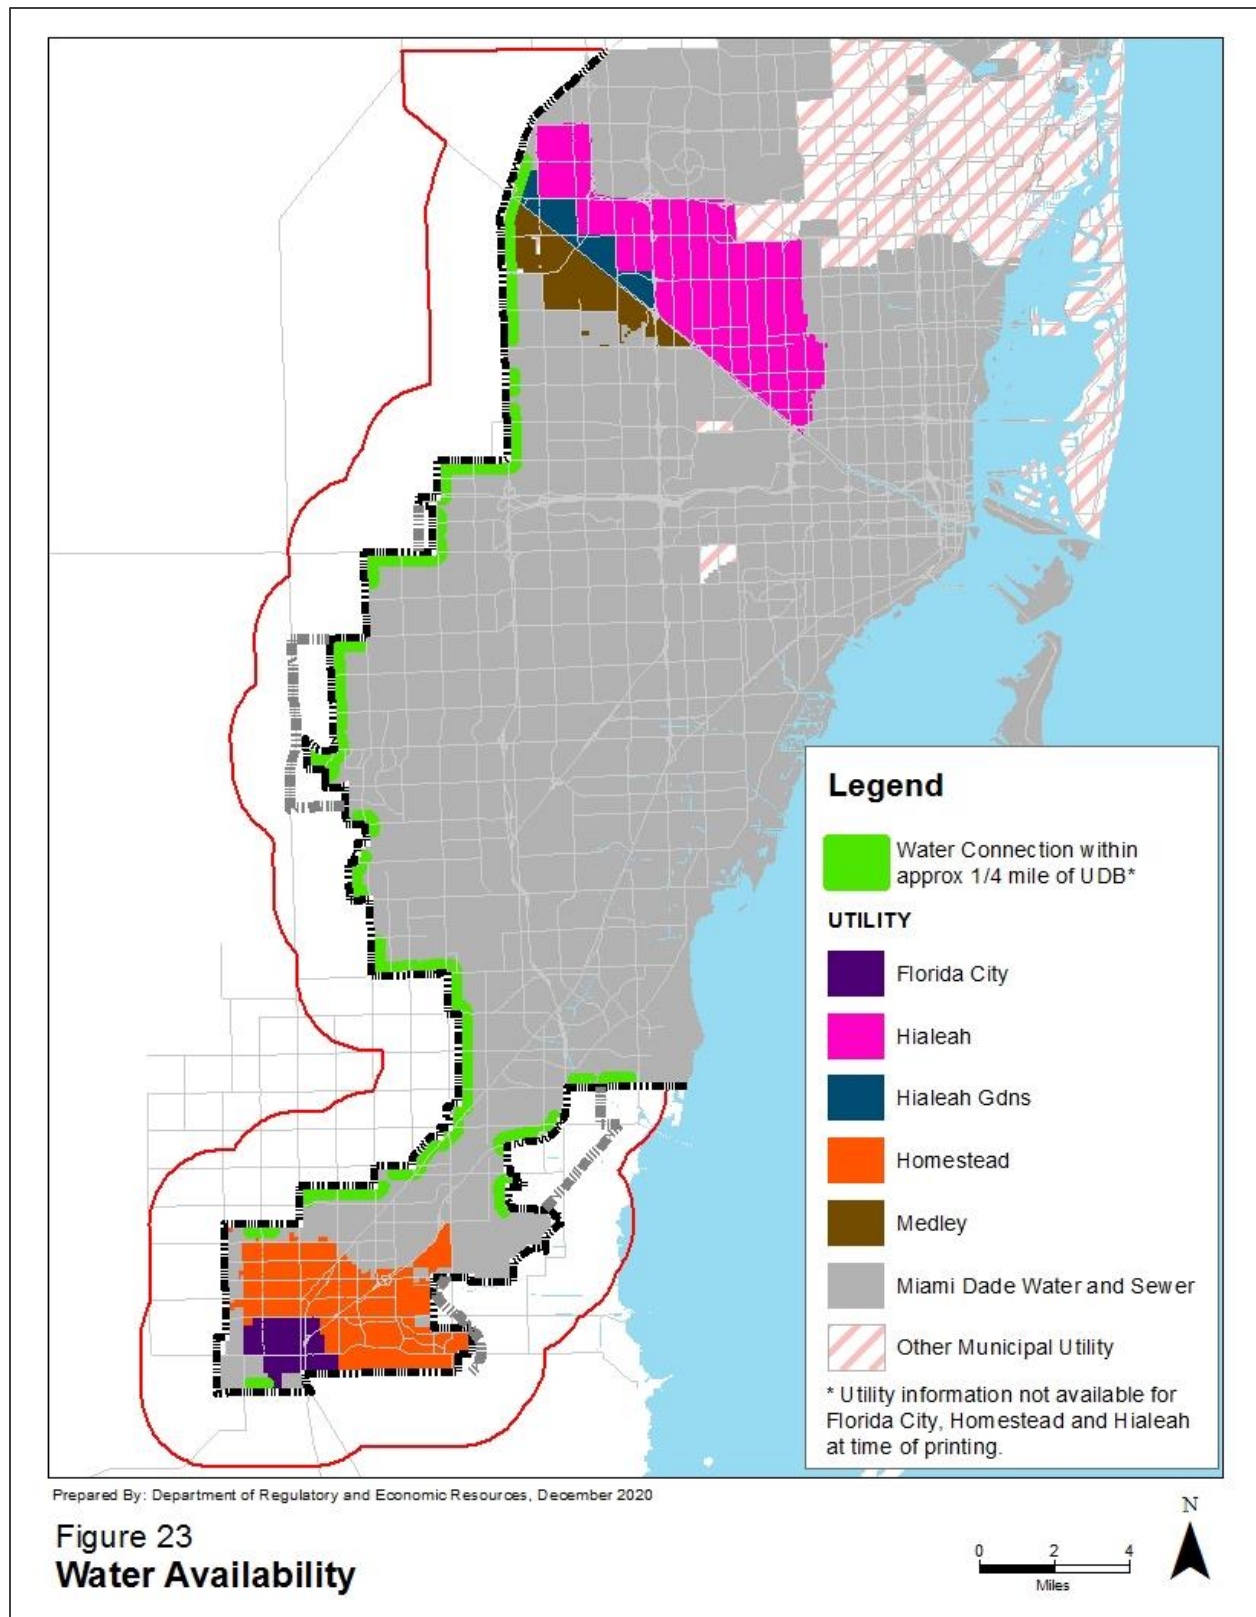 Legend
Water Connection within
approx 1/4 mile of UDB*
UTILITY
Florida City
Hialeah
Hialeah Gdns
Homestead
Medley
Miami Dade Water and Sewer
Other Municipal Utility
* Utility information not available for
Florida City, Homestead and Hialeah
at time of printing.
Prepared By: Department of Regulatory and Economic Resources, December 2020
Figure 23
Water Availability
N
0 2 4
Miles